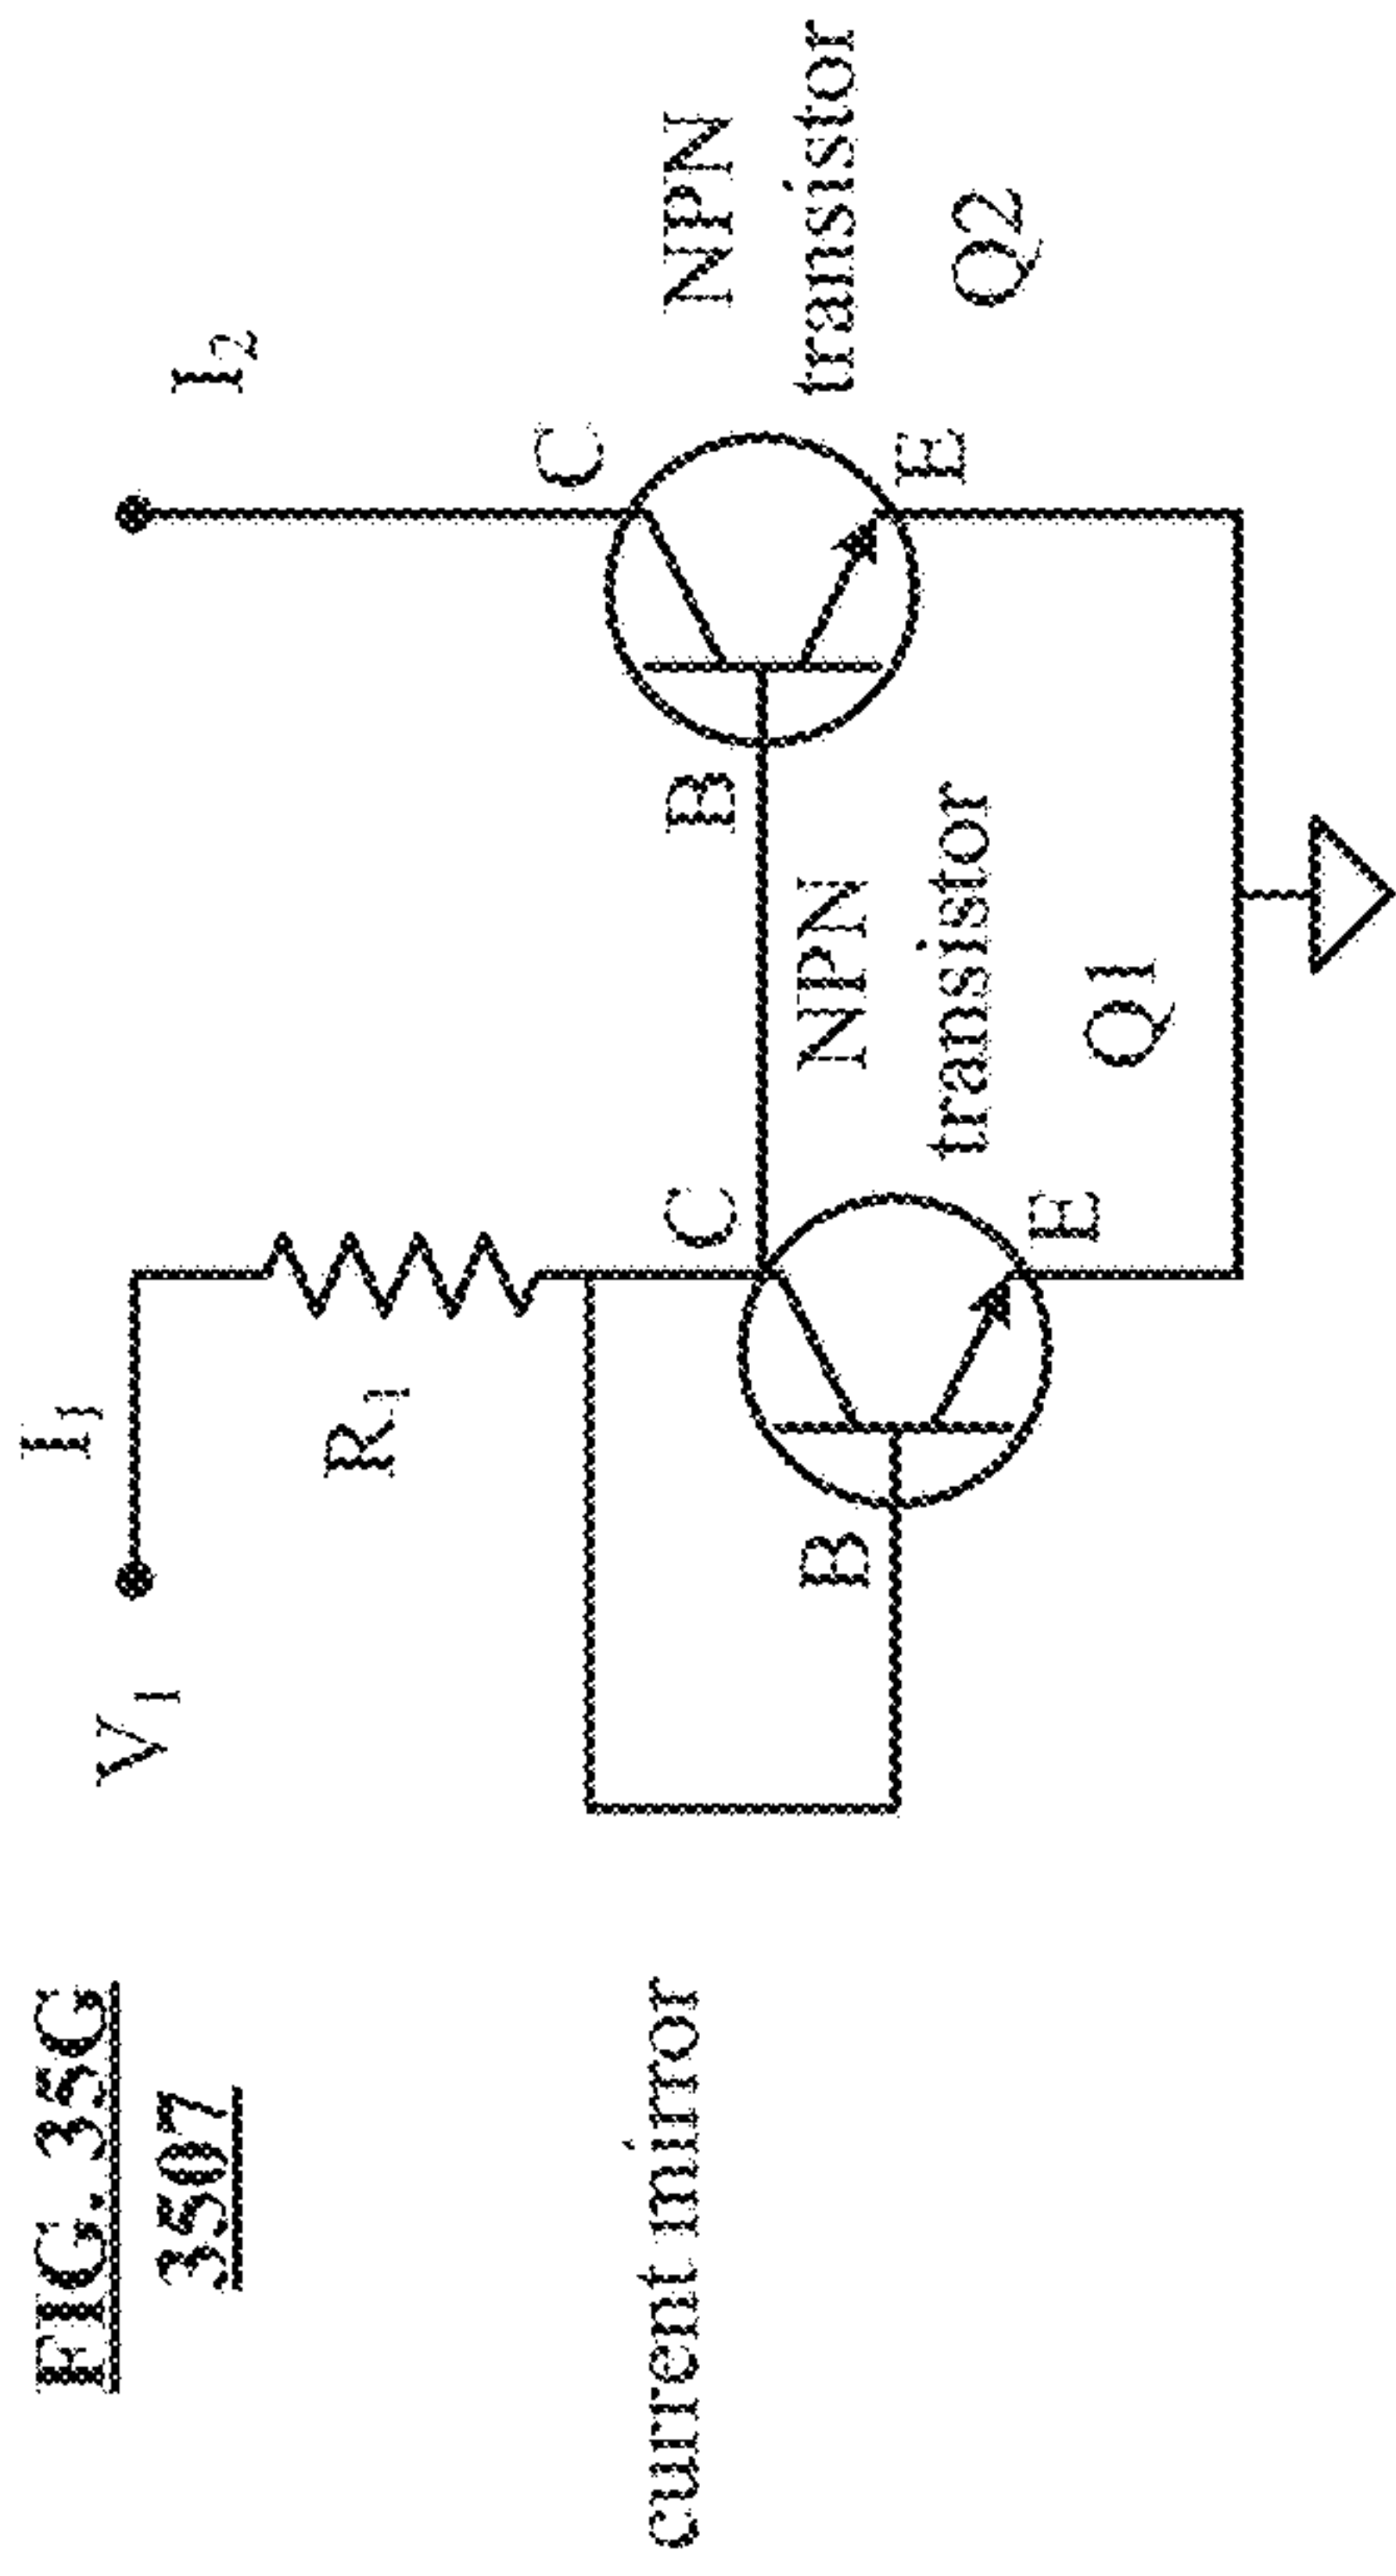 FIG. 35G
3507
current mirror
V1
I1
R1
I2
C
B
E
NPN
transistor
Q1
C
B
E
NPN
transistor
Q2